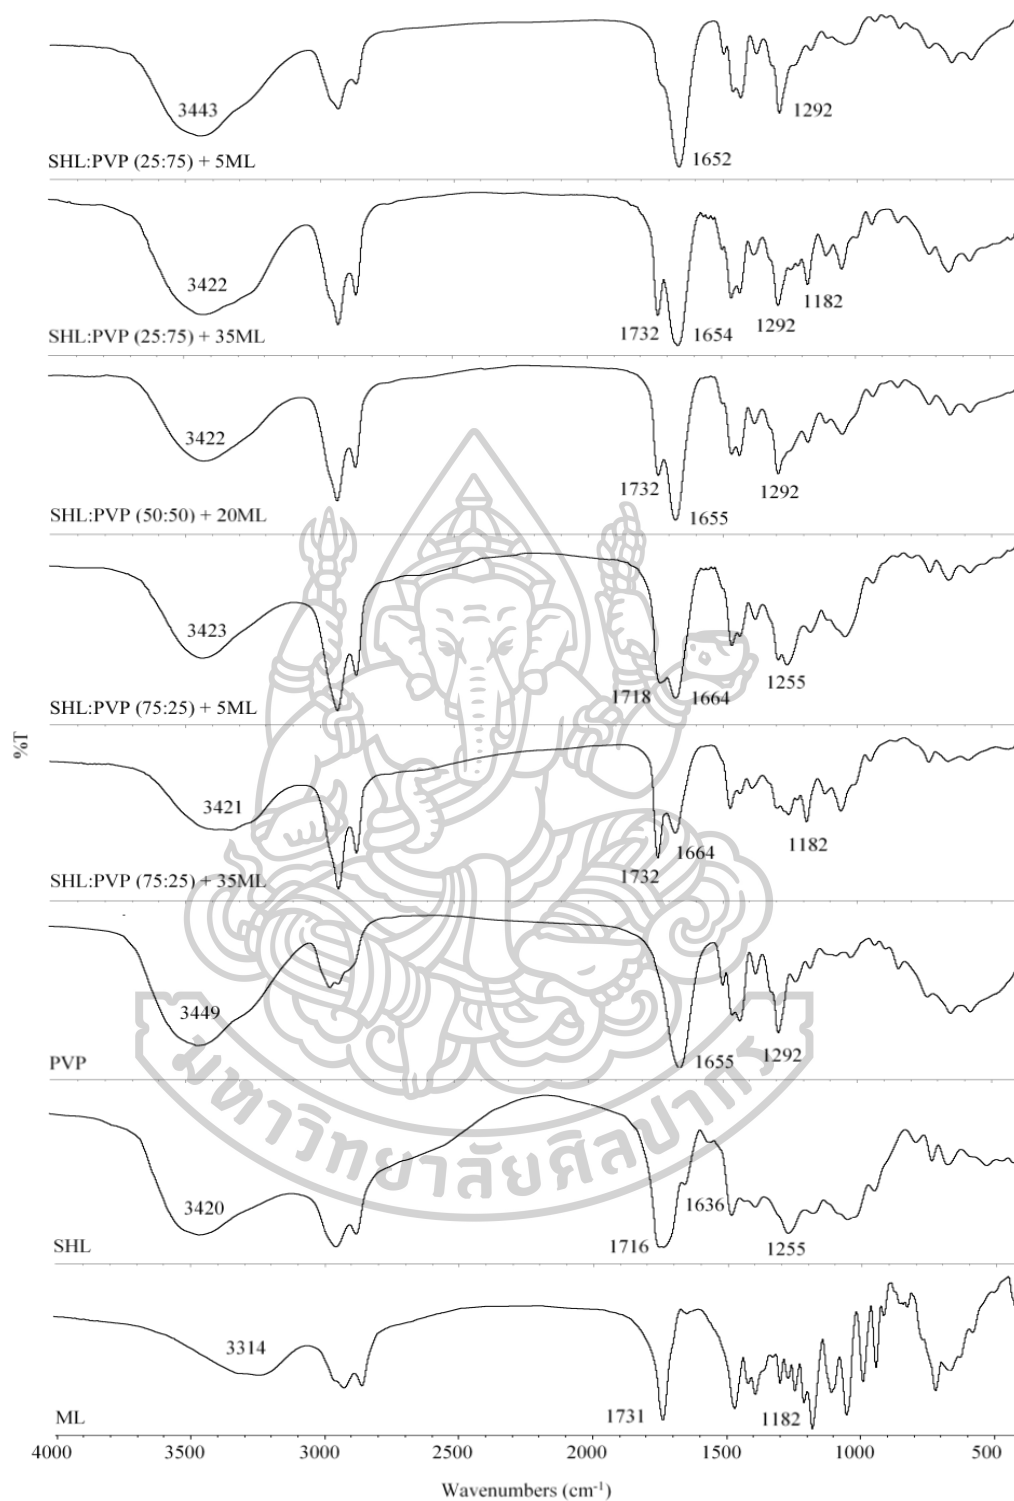 3443
1292
1652
SHL:PVP (25:75) + 5ML
3422
1182
1292
1732 1654
SHL:PVP (25:75) + 35ML
3422
1732 1292
1655
SHL:PVP (50:50) + 20ML
3423
1255
1718 1664
SHL:PVP (75:25) + 5ML
%T
3421
1182
1664
1732
SHL:PVP (75:25) + 35ML
3449
1655 1292
PVP
มหาวิทยาลัยศิลปากร
3420
1636
1716 1255
SHL
3314
1731 1182
ML
4000 3500 3000 2500 2000 1500 1000 500
Wavenumbers (cm⁻¹)